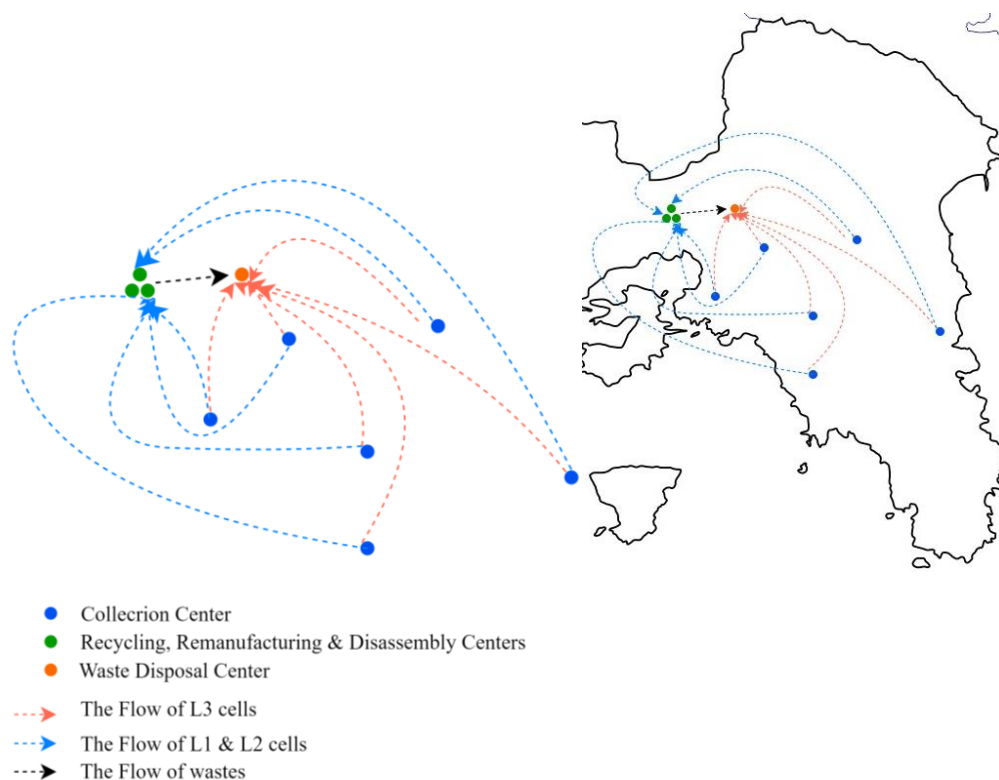 Collecrion Center
Recycling, Remanufacturing & Disassembly Centers
Waste Disposal Center
The Flow of L3 cells
The Flow of L1 & L2 cells
The Flow of wastes